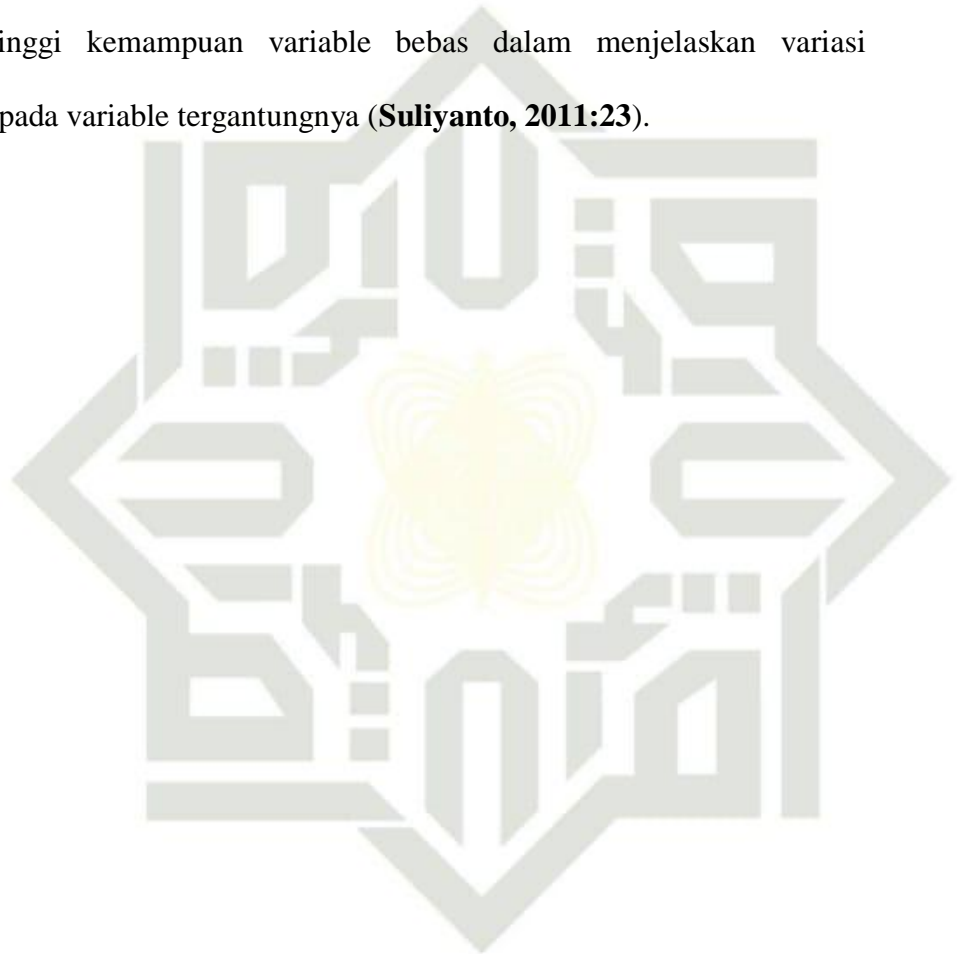 inggi kemampuan variable bebas dalam menjelaskan variasi
pada variable tergantungnya (Suliyanto, 2011:23).